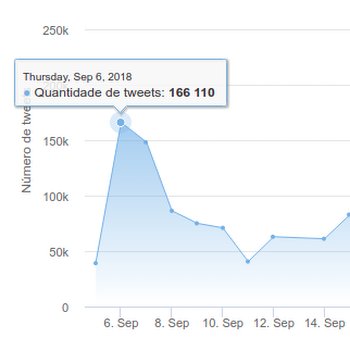 250k
Thursday, Sep 6, 2018
Quantidade de tweets: 166 110
150k
100k
50k
0
6. Sep 8. Sep 10. Sep 12. Sep 14. Sep
Número de twe